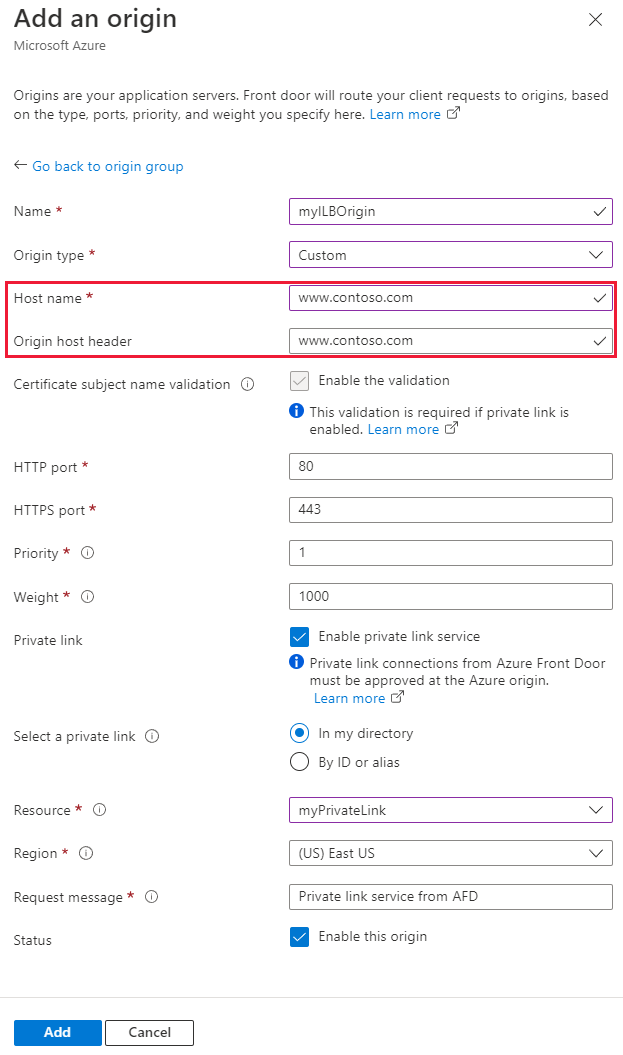 Add an origin
Microsoft Azure
Origins are your application servers. Front door will route your client requests to origins, based
on the type, ports, priority, and weight you specify here. Learn more
Go back to origin group
Name *
myILBOrigin
Origin type *
Custom
Host name *
www.contoso.com
Origin host header
www.contoso.com
Certificate subject name validation
Enable the validation
This validation is required if private link is
enabled. Learn more
HTTP port *
80
HTTPS port *
443
Priority *
1
Weight *
1000
Private link
Enable private link service
Private link connections from Azure Front Door
must be approved at the Azure origin.
Learn more
Select a private link
In my directory
By ID or alias
Resource *
myPrivateLink
Region *
(US) East US
Request message *
Private link service from AFD
Status
Enable this origin
Add
Cancel